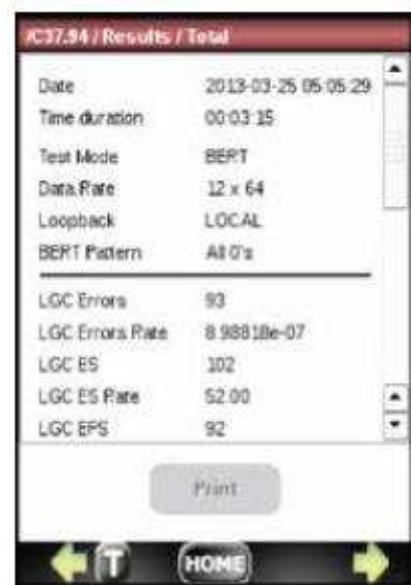 /C37.94 / Results / Total
Date 2013-03-25 05:05:29
Time duration 00:03:15
Test Mode BERT
Data Rate 12 x 64
Loopback LOCAL
BERT Pattern All 0's
LGC Errors 93
LGC Errors Rate 8.98818e-07
LGC ES 102
LGC ES Rate 52.00
LGC EFS 92
Print
T HOME